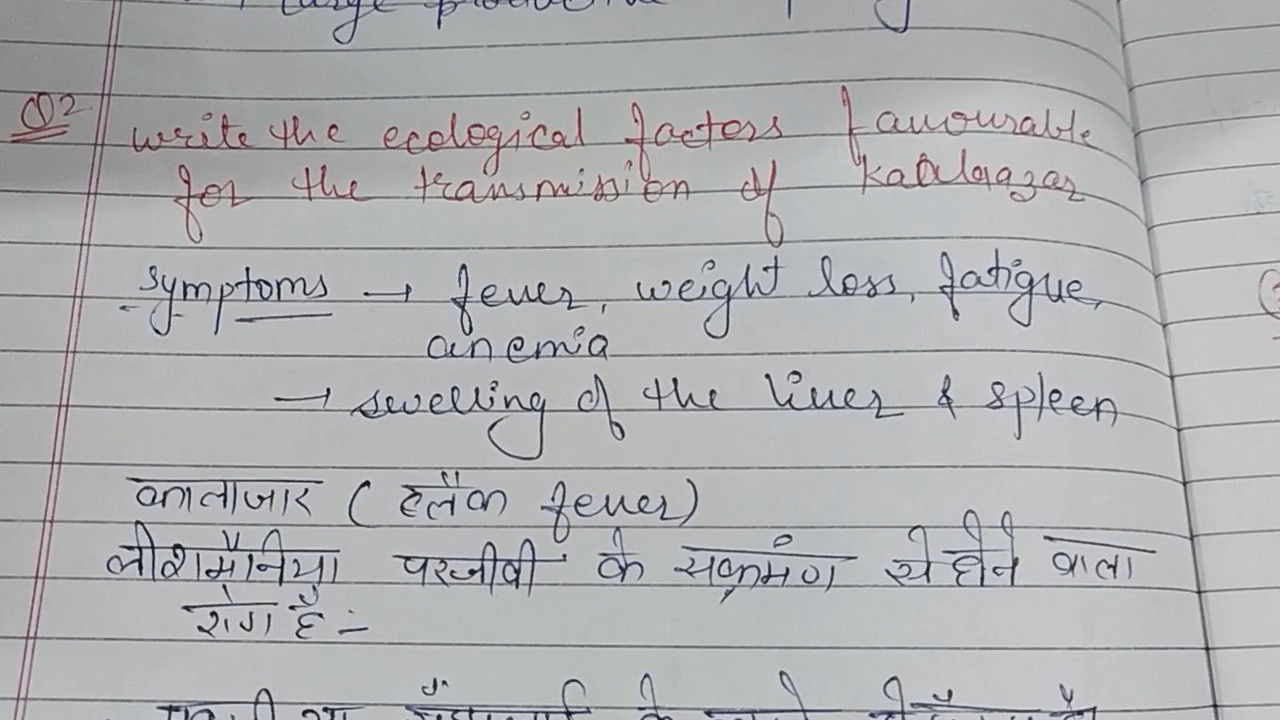 Q2. write the ecological factors favourable
for the transmission of kaalagzar
symptoms → fever, weight loss, fatigue,
anemia
→ swelling of the liver & spleen
कालाजार ( ब्लैक fever)
लीशमैनिया परजीवी के संक्रमण से होने वाला
रोग है :-